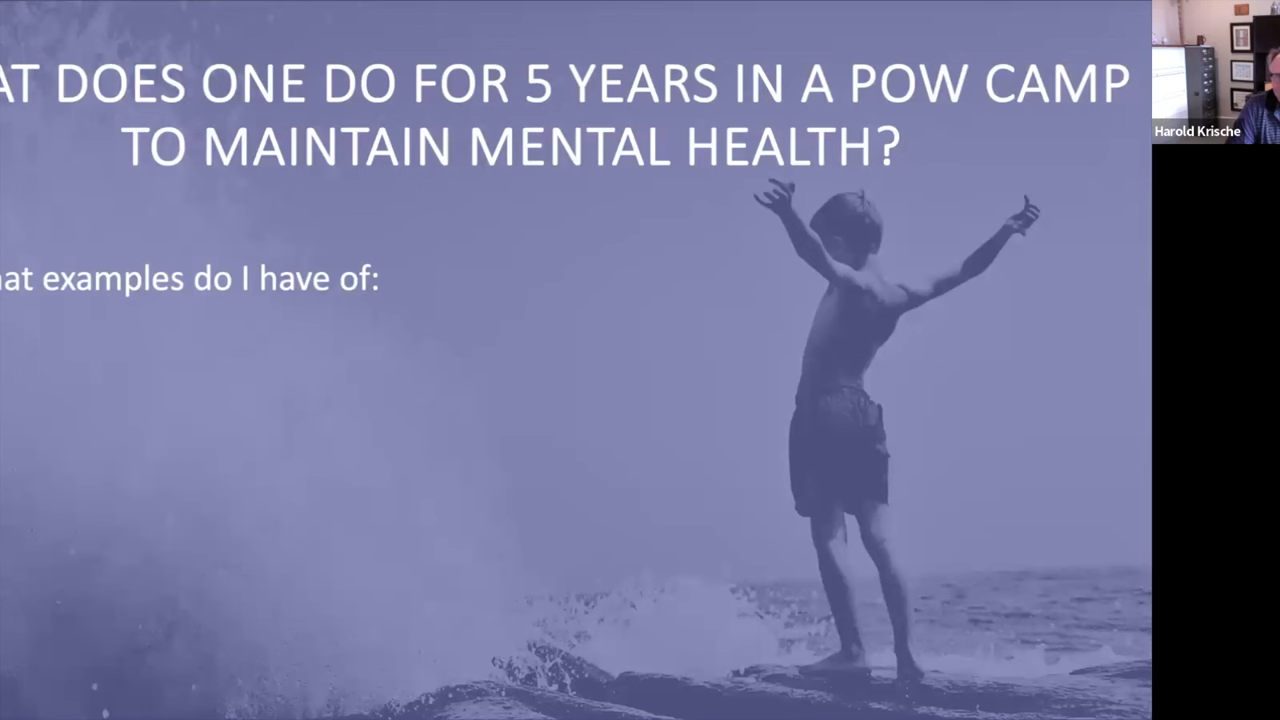 AT DOES ONE DO FOR 5 YEARS IN A POW CAMP
TO MAINTAIN MENTAL HEALTH?
hat examples do I have of:
Harold Krische